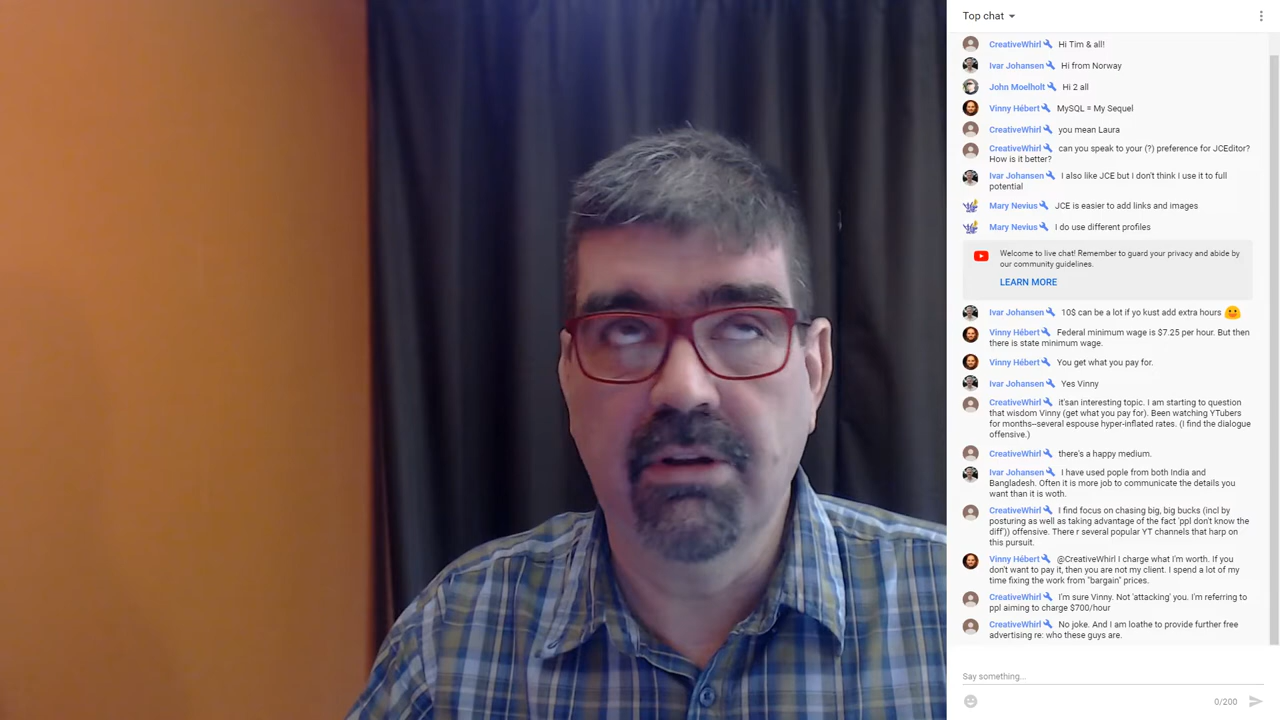 Top chat
CreativeWhirl Hi Tim & all!
Ivar Johansen Hi from Norway
John Moelholt Hi 2 all
Vinny Hébert MySQL = My Sequel
CreativeWhirl you mean Laura
CreativeWhirl can you speak to your (?) preference for JCEditor?
How is it better?
Ivar Johansen I also like JCE but I don't think I use it to full
potential
Mary Nevius JCE is easier to add links and images
Mary Nevius I do use different profiles
Welcome to live chat! Remember to guard your privacy and abide by
our community guidelines.
LEARN MORE
Ivar Johansen 10$ can be a lot if yo kust add extra hours
Vinny Hébert Federal minimum wage is $7.25 per hour. But then
there is state minimum wage.
Vinny Hébert You get what you pay for.
Ivar Johansen Yes Vinny
CreativeWhirl it'san interesting topic. I am starting to question
that wisdom Vinny (get what you pay for). Been watching YTubers
for months--several espouse hyper-inflated rates. (I find the dialogue
offensive.)
CreativeWhirl there's a happy medium.
Ivar Johansen I have used pople from both India and
Bangladesh. Often it is more job to communicate the details you
want than it is woth.
CreativeWhirl I find focus on chasing big, big bucks (incl by
posturing as well as taking advantage of the fact 'ppl don't know the
diff')) offensive. There r several popular YT channels that harp on
this pursuit.
Vinny Hébert @CreativeWhirl I charge what I'm worth. If you
don't want to pay it, then you are not my client. I spend a lot of my
time fixing the work from "bargain" prices.
CreativeWhirl I'm sure Vinny. Not 'attacking' you. I'm referring to
ppl aiming to charge $700/hour
CreativeWhirl No joke. And I am loathe to provide further free
advertising re: who these guys are.
Say something...
0/200